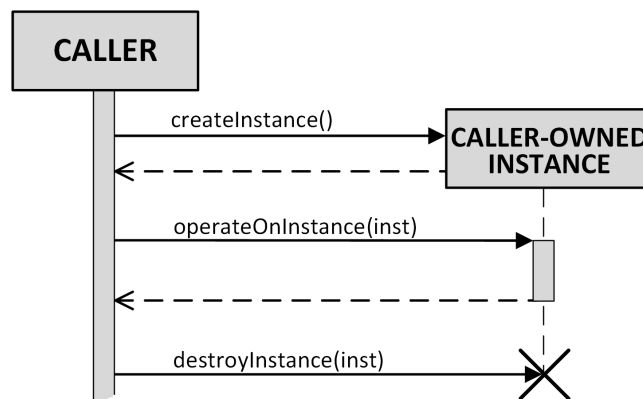 CALLER
createInstance()
CALLER-OWNED
INSTANCE
operateOnInstance(inst)
destroyInstance(inst)